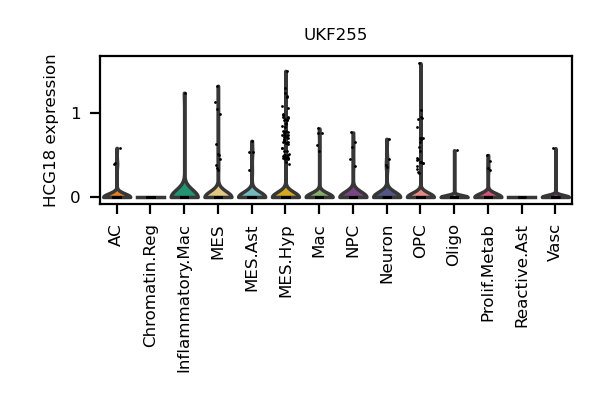 UKF255
HCG18 expression
1
0
AC
Chromatin.Reg
Inflammatory.Mac
MES
MES.Ast
MES.Hyp
Mac
NPC
Neuron
OPC
Oligo
Prolif.Metab
Reactive.Ast
Vasc